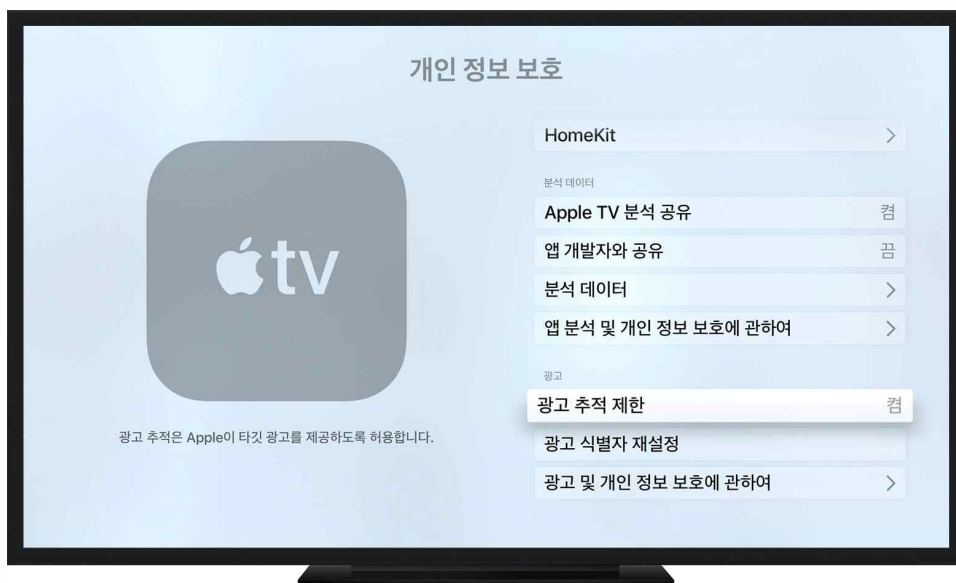 개인 정보 보호
HomeKit
분석 데이터
Apple TV 분석 공유 켬
앱 개발자와 공유 끔
분석 데이터
앱 분석 및 개인 정보 보호에 관하여
tv
광고
광고 추적 제한 켬
광고 추적은 Apple이 타깃 광고를 제공하도록 허용합니다.
광고 식별자 재설정
광고 및 개인 정보 보호에 관하여